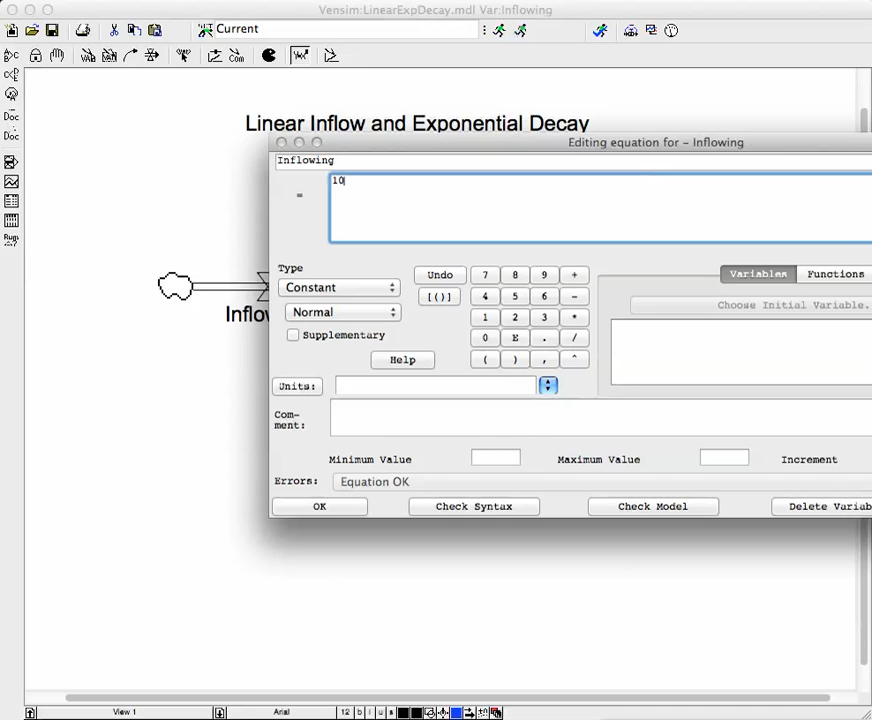 Vensim:LinearExpDecay.mdl Var:Inflowing
Current
Com
Doc
Doc
Linear Inflow and Exponential Decay
Inflow
Editing equation for - Inflowing
Inflowing
= 10
Type
Constant
Normal
Supplementary
Help
Undo
[()]
7 8 9 +
4 5 6 -
1 2 3 *
0 E . /
( ) , ^
Variables Functions
Choose Initial Variable.
Units:
Com-
ment:
Minimum Value Maximum Value Increment
Errors: Equation OK
OK Check Syntax Check Model Delete Variab
View 1 Arial 12 b i u s